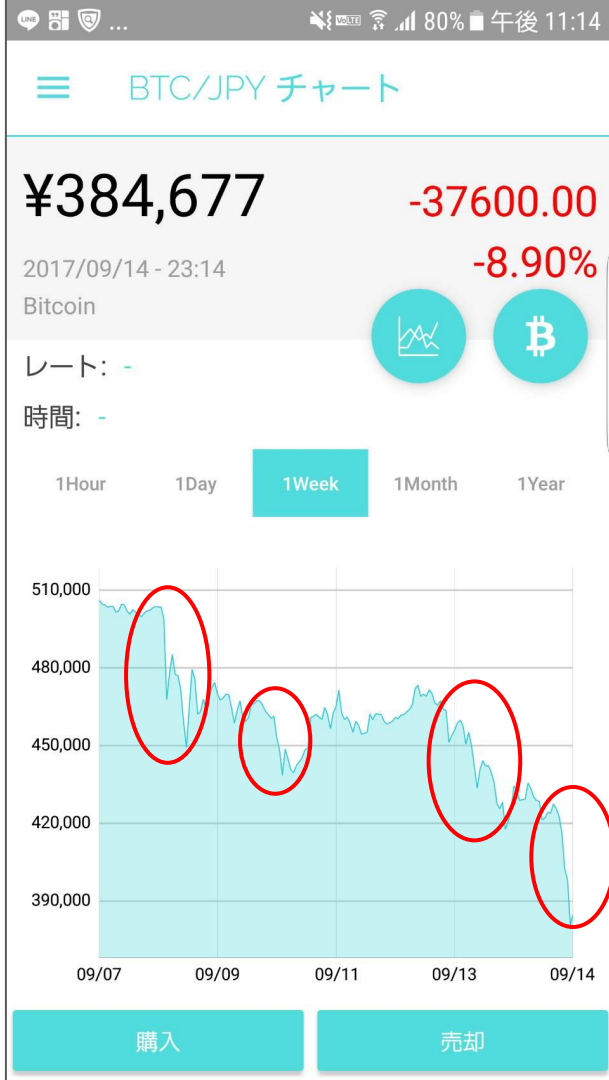 LINE ... VoLTE 80% 午後 11:14
BTC/JPY チャート
¥384,677
-37600.00
2017/09/14 - 23:14
-8.90%
Bitcoin
レート: -
時間: -
1Hour 1Day 1Week 1Month 1Year
510,000
480,000
450,000
420,000
390,000
09/07 09/09 09/11 09/13 09/14
購入 売却